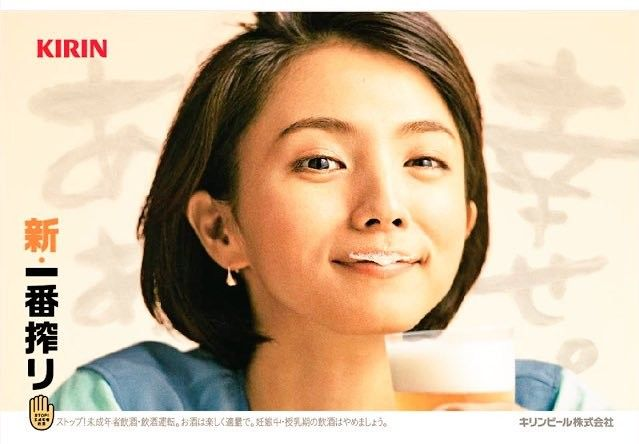 KIRIN
幸せ。
ああ
新・一番搾り
STOP!
ストップ!未成年者飲酒・飲酒運転。お酒は楽しく適量で。妊娠中・授乳期の飲酒はやめましょう。
キリンビール株式会社